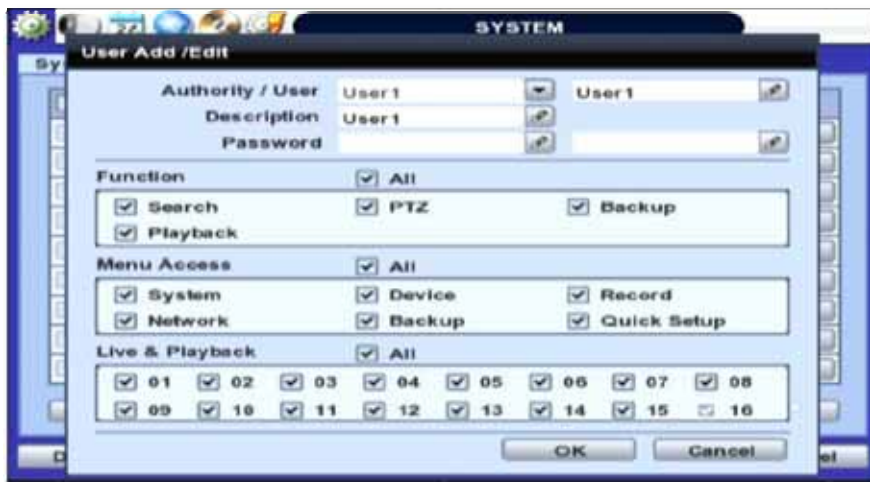 SYSTEM
User Add /Edit
Authority / User User1 User1
Description User1
Password
Function All
Search PTZ Backup
Playback
Menu Access All
System Device Record
Network Backup Quick Setup
Live & Playback All
01 02 03 04 05 06 07 08
09 10 11 12 13 14 15 16
OK Cancel